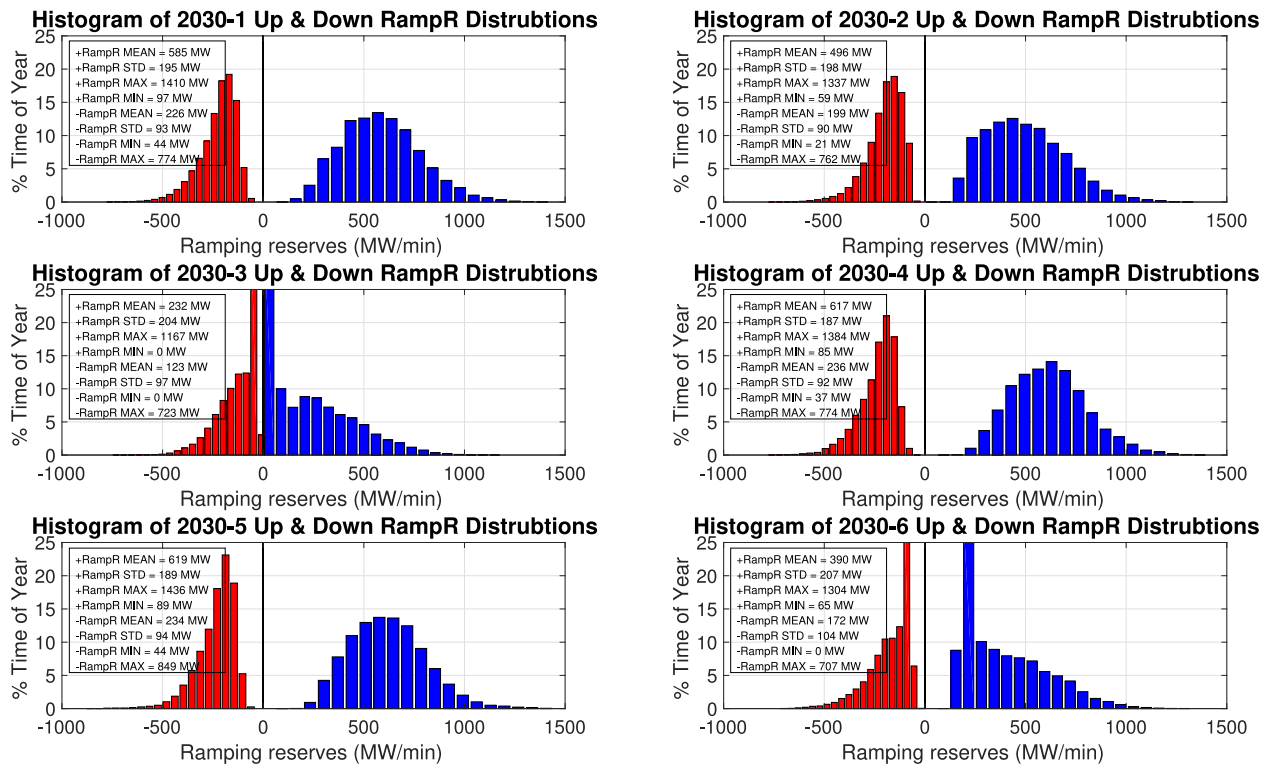 Histogram of 2030-1 Up & Down RampR Distrubtions
25
20
15
10
5
0
% Time of Year
+RampR MEAN = 585 MW
+RampR STD = 195 MW
+RampR MAX = 1410 MW
+RampR MIN = 97 MW
-RampR MEAN = 226 MW
-RampR STD = 93 MW
-RampR MIN = 44 MW
-RampR MAX = 774 MW
-1000 -500 0 500 1000 1500
Ramping reserves (MW/min)
Histogram of 2030-2 Up & Down RampR Distrubtions
25
20
15
10
5
0
% Time of Year
+RampR MEAN = 496 MW
+RampR STD = 198 MW
+RampR MAX = 1337 MW
+RampR MIN = 59 MW
-RampR MEAN = 199 MW
-RampR STD = 90 MW
-RampR MIN = 21 MW
-RampR MAX = 762 MW
-1000 -500 0 500 1000 1500
Ramping reserves (MW/min)
Histogram of 2030-3 Up & Down RampR Distrubtions
25
20
15
10
5
0
% Time of Year
+RampR MEAN = 232 MW
+RampR STD = 204 MW
+RampR MAX = 1167 MW
+RampR MIN = 0 MW
-RampR MEAN = 123 MW
-RampR STD = 97 MW
-RampR MIN = 0 MW
-RampR MAX = 723 MW
-1000 -500 0 500 1000 1500
Ramping reserves (MW/min)
Histogram of 2030-4 Up & Down RampR Distrubtions
25
20
15
10
5
0
% Time of Year
+RampR MEAN = 617 MW
+RampR STD = 187 MW
+RampR MAX = 1384 MW
+RampR MIN = 85 MW
-RampR MEAN = 236 MW
-RampR STD = 92 MW
-RampR MIN = 37 MW
-RampR MAX = 774 MW
-1000 -500 0 500 1000 1500
Ramping reserves (MW/min)
Histogram of 2030-5 Up & Down RampR Distrubtions
25
20
15
10
5
0
% Time of Year
+RampR MEAN = 619 MW
+RampR STD = 189 MW
+RampR MAX = 1436 MW
+RampR MIN = 89 MW
-RampR MEAN = 234 MW
-RampR STD = 94 MW
-RampR MIN = 44 MW
-RampR MAX = 849 MW
-1000 -500 0 500 1000 1500
Ramping reserves (MW/min)
Histogram of 2030-6 Up & Down RampR Distrubtions
25
20
15
10
5
0
% Time of Year
+RampR MEAN = 390 MW
+RampR STD = 207 MW
+RampR MAX = 1304 MW
+RampR MIN = 65 MW
-RampR MEAN = 172 MW
-RampR STD = 104 MW
-RampR MIN = 0 MW
-RampR MAX = 707 MW
-1000 -500 0 500 1000 1500
Ramping reserves (MW/min)